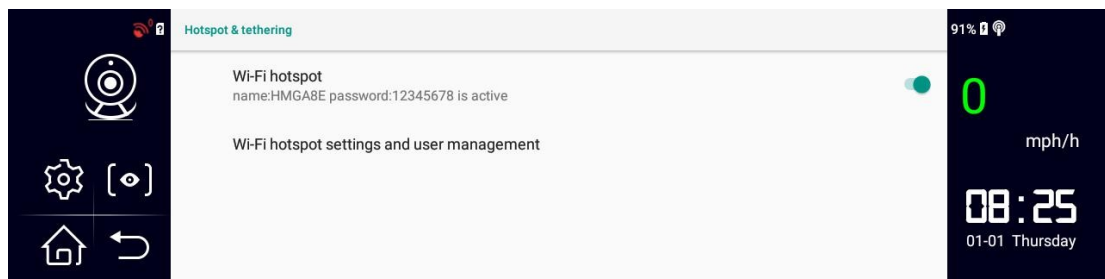 0 ?
Hotspot & tethering
91%
Wi-Fi hotspot
name:HMGA8E password:12345678 is active
Wi-Fi hotspot settings and user management
0
mph/h
08:25
01-01 Thursday